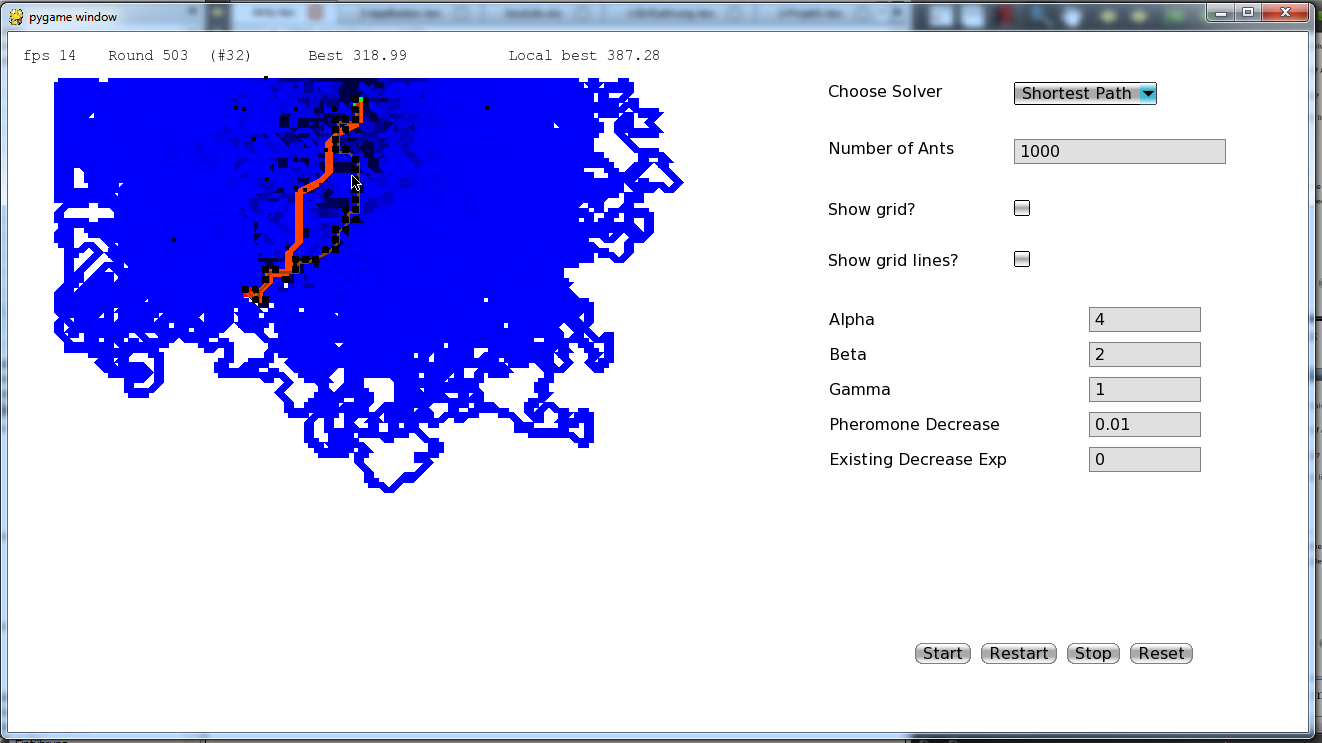 pygame window
fps 14 Round 503 (#32) Best 318.99 Local best 387.28
Choose Solver Shortest Path
Number of Ants 1000
Show grid?
Show grid lines?
Alpha 4
Beta 2
Gamma 1
Pheromone Decrease 0.01
Existing Decrease Exp 0
Start Restart Stop Reset